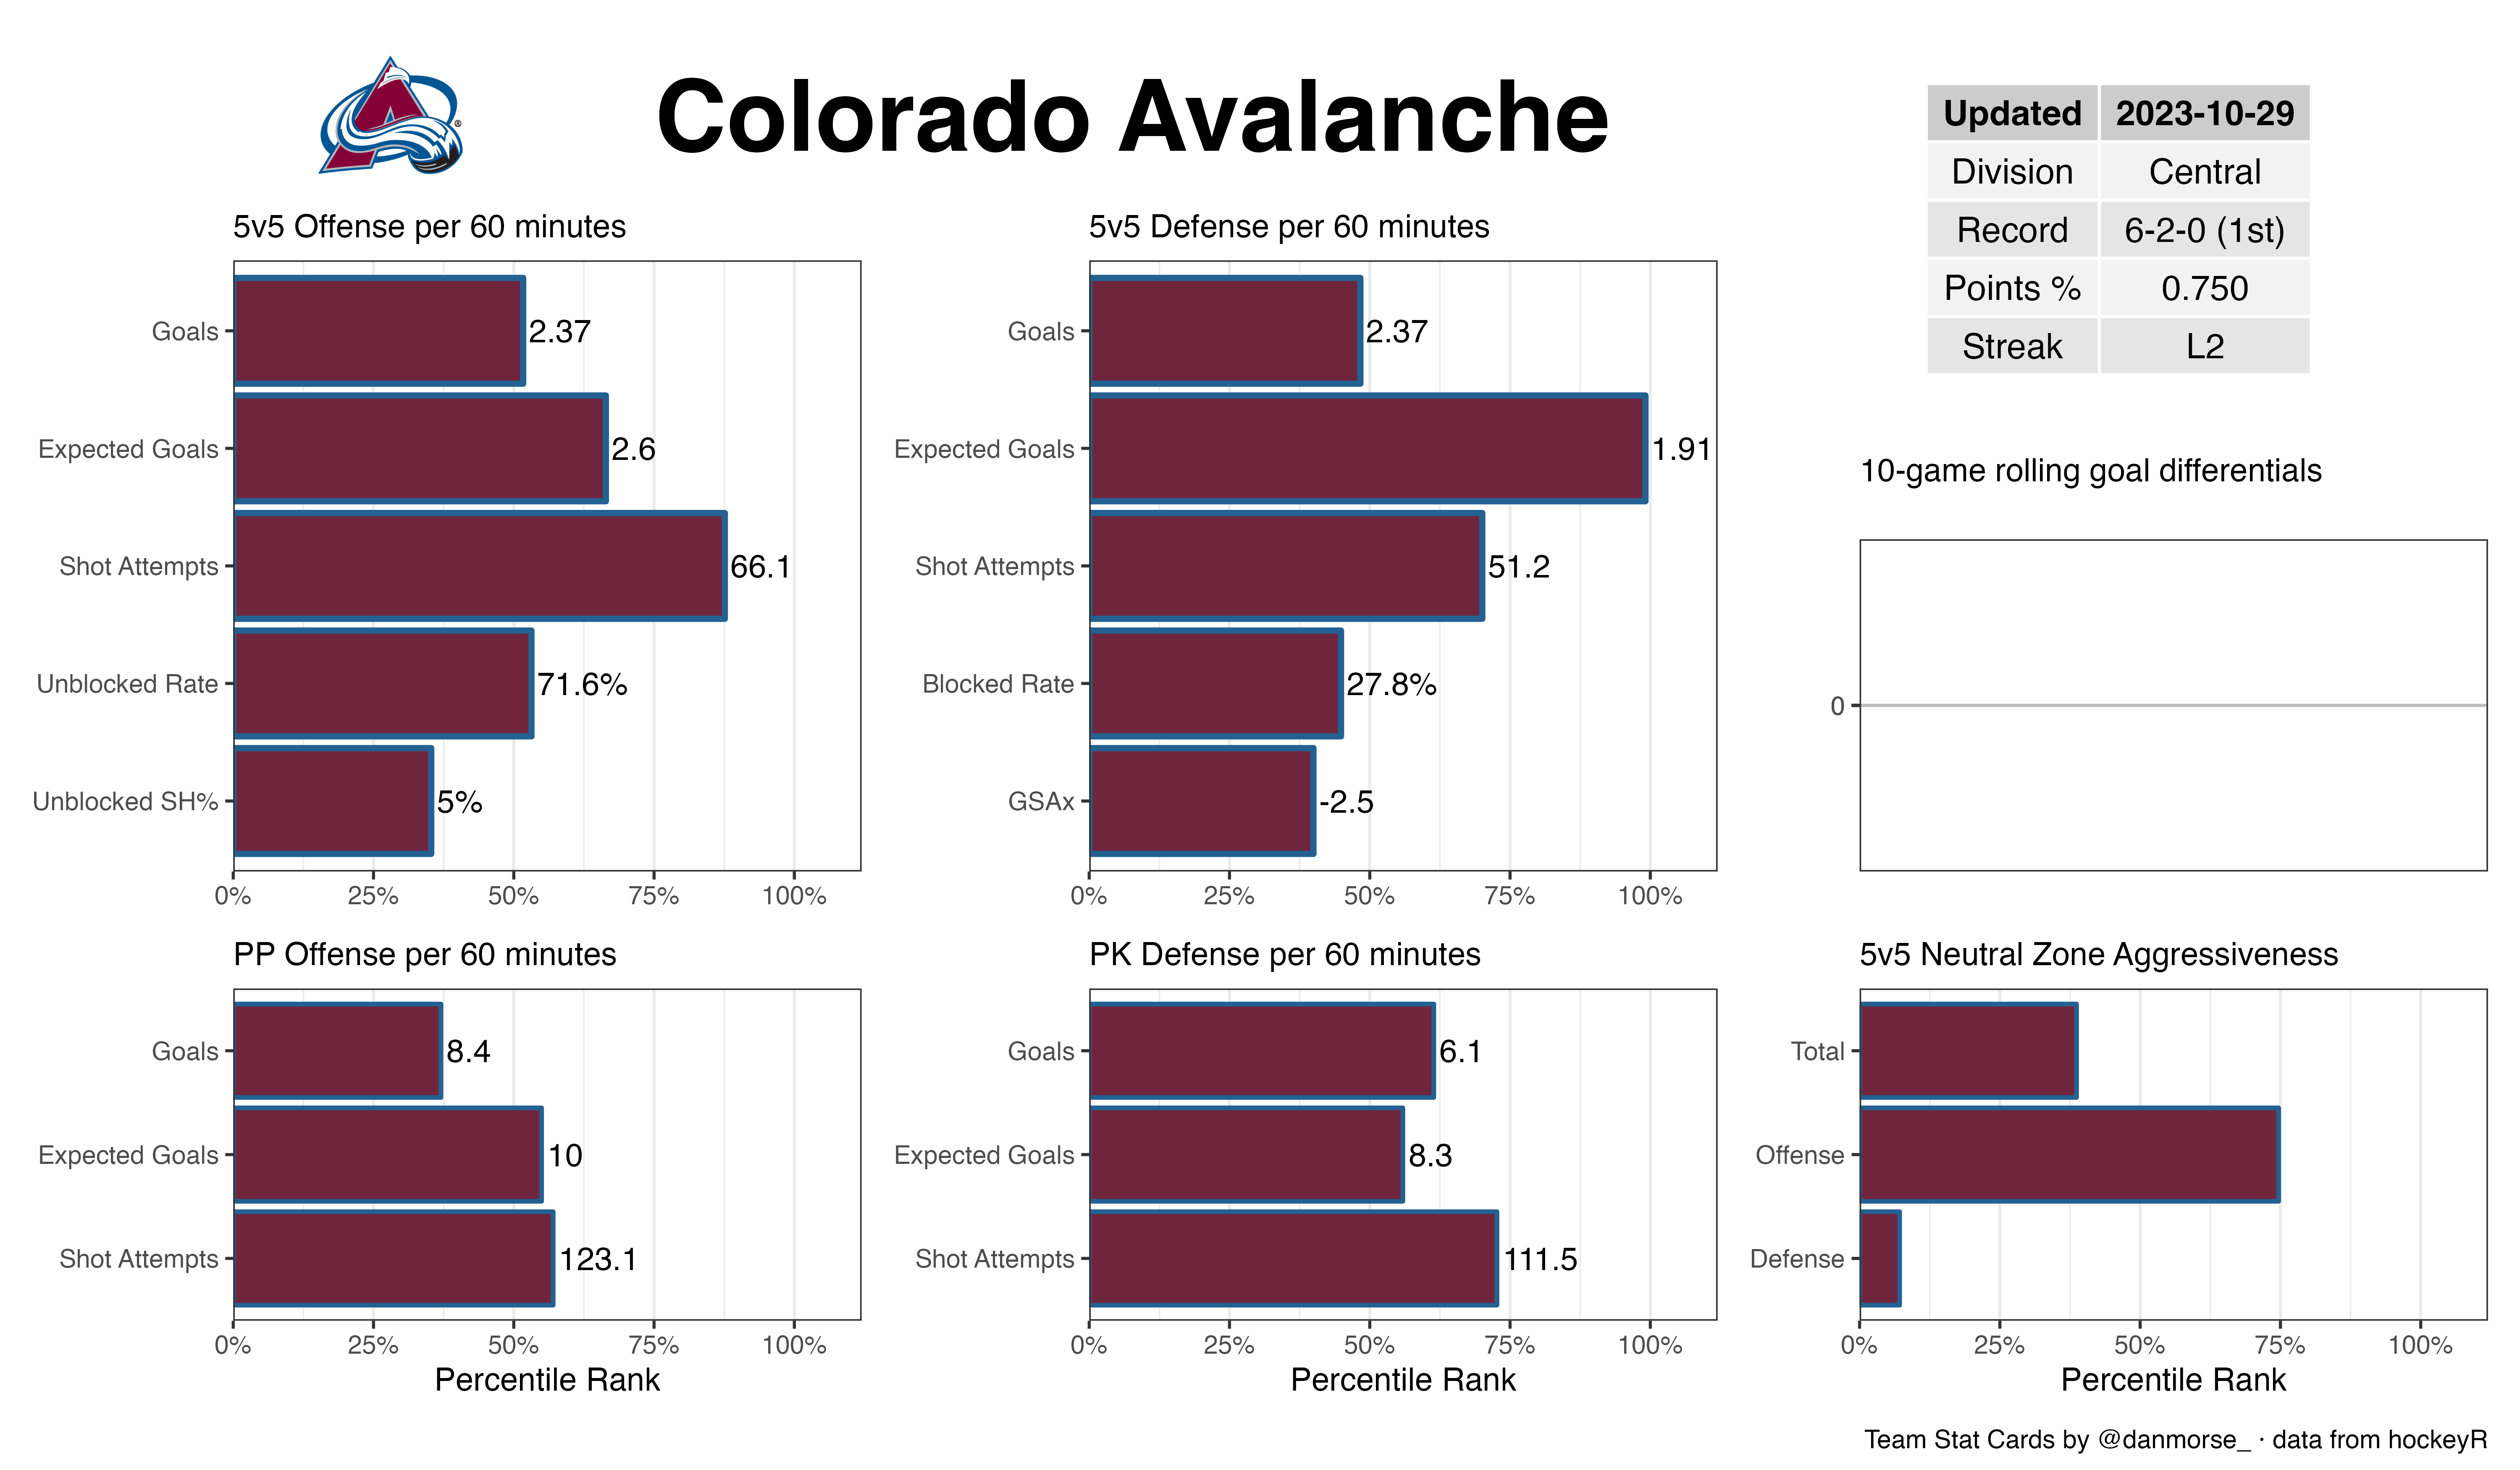 Colorado Avalanche
Updated 2023-10-29
Division Central
Record 6-2-0 (1st)
Points % 0.750
Streak L2
5v5 Offense per 60 minutes
Goals 2.37
Expected Goals 2.6
Shot Attempts 66.1
Unblocked Rate 71.6%
Unblocked SH% 5%
0% 25% 50% 75% 100%
5v5 Defense per 60 minutes
Goals 2.37
Expected Goals 1.91
Shot Attempts 51.2
Blocked Rate 27.8%
GSAx -2.5
0% 25% 50% 75% 100%
10-game rolling goal differentials
0
PP Offense per 60 minutes
Goals 8.4
Expected Goals 10
Shot Attempts 123.1
0% 25% 50% 75% 100%
Percentile Rank
PK Defense per 60 minutes
Goals 6.1
Expected Goals 8.3
Shot Attempts 111.5
0% 25% 50% 75% 100%
Percentile Rank
5v5 Neutral Zone Aggressiveness
Total
Offense
Defense
0% 25% 50% 75% 100%
Percentile Rank
Team Stat Cards by @danmorse_ · data from hockeyR